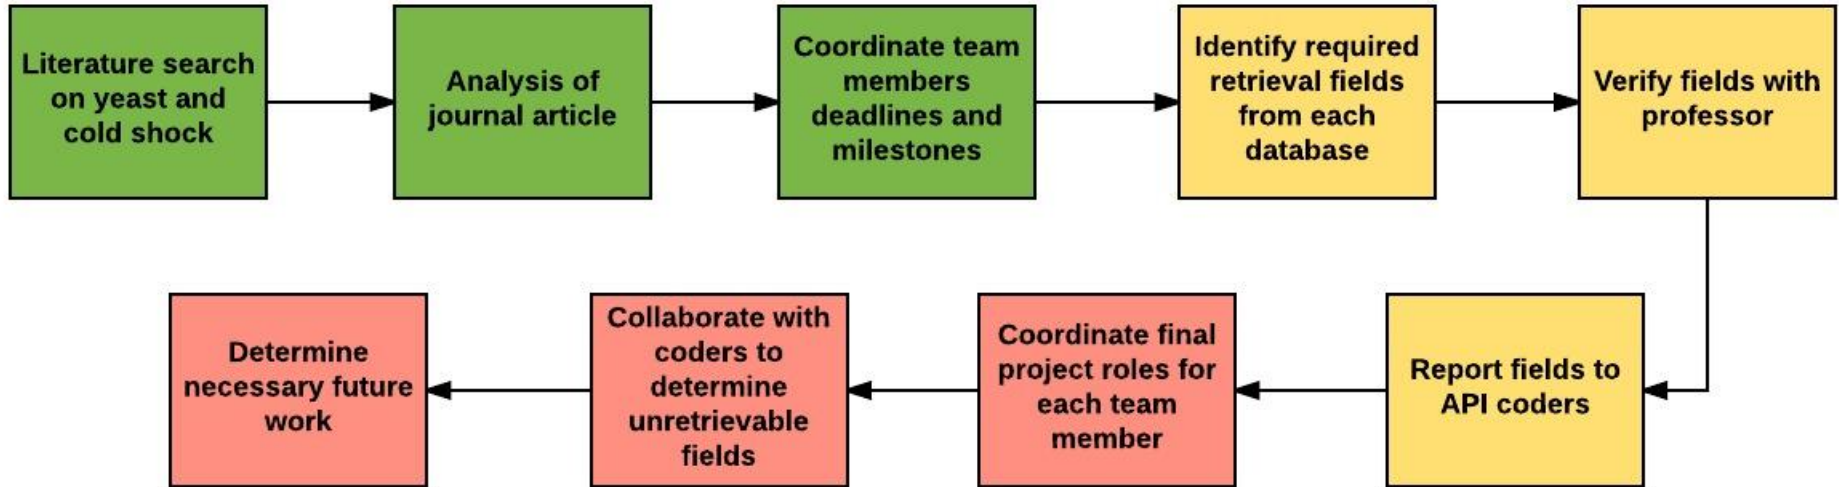 Literature search
on yeast and
cold shock
Analysis of
journal article
Coordinate team
members
deadlines and
milestones
Identify required
retrieval fields
from each
database
Verify fields with
professor
Report fields to
API coders
Coordinate final
project roles for
each team
member
Collaborate with
coders to
determine
unretrievable
fields
Determine
necessary future
work